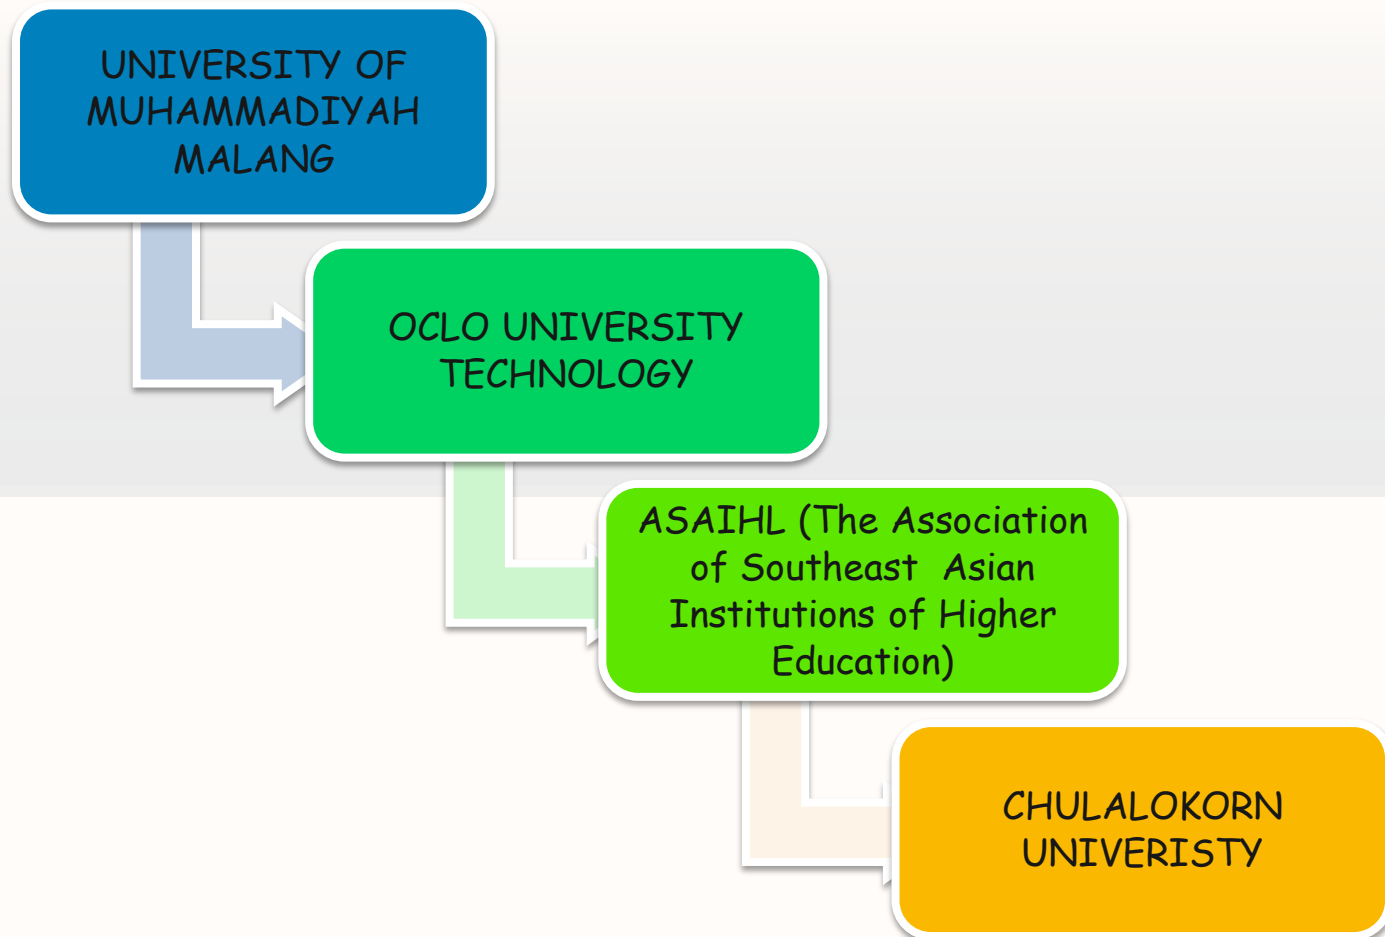 UNIVERSITY OF
MUHAMMADIYAH
MALANG
OCLO UNIVERSITY
TECHNOLOGY
ASAIHL (The Association
of Southeast  Asian
Institutions of Higher
Education)
CHULALOKORN
UNIVERISTY